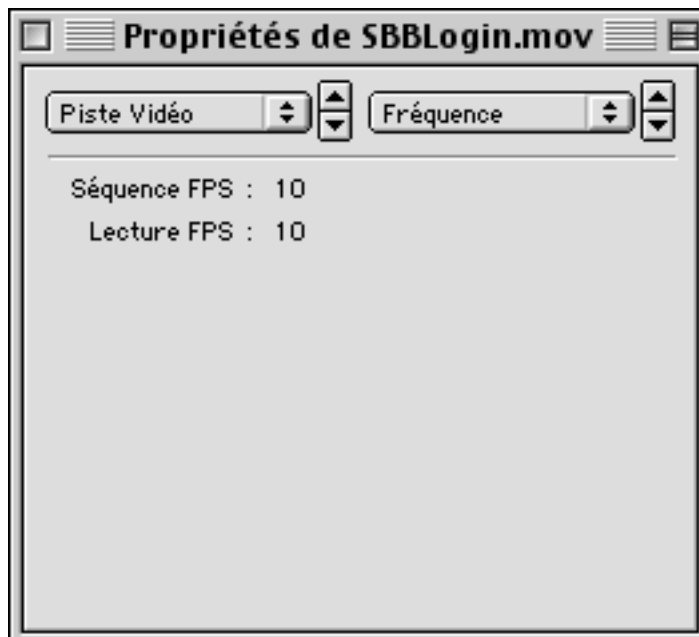 Propriétés de SBBLogin.mov
Piste Vidéo Fréquence
Séquence FPS : 10
Lecture FPS : 10